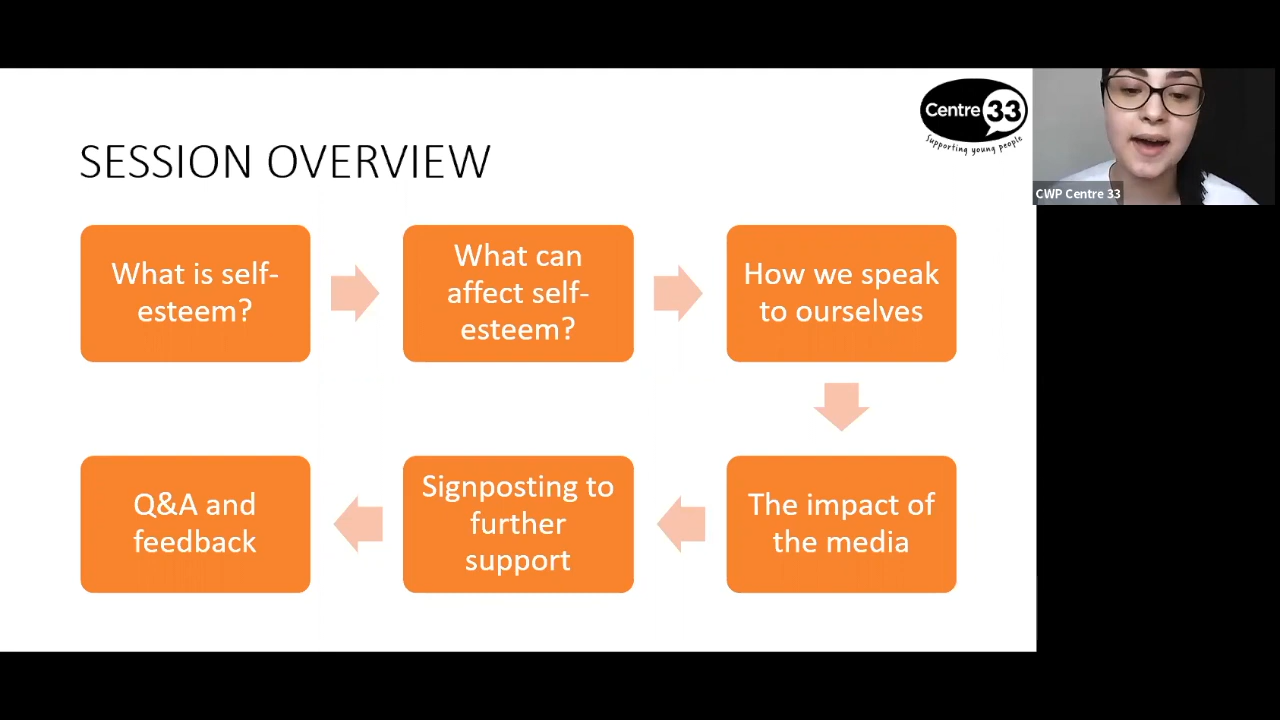 Centre 33
Supporting young people
CWP Centre 33
SESSION OVERVIEW
What is self-
esteem?
What can
affect self-
esteem?
How we speak
to ourselves
The impact of
the media
Signposting to
further
support
Q&A and
feedback